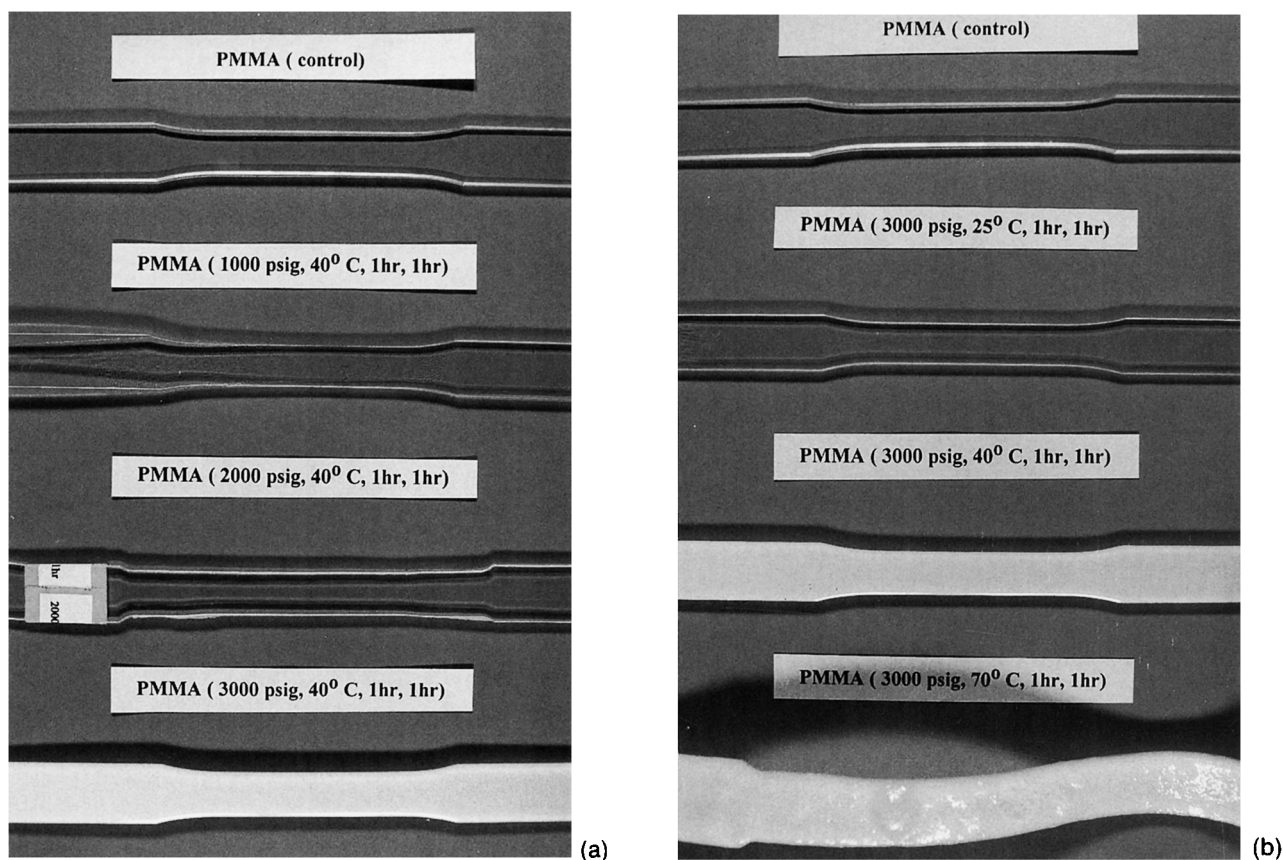 PMMA ( control)
PMMA ( 1000 psig, 40⁰ C, 1hr, 1hr)
PMMA ( 2000 psig, 40⁰ C, 1hr, 1hr)
1hr
2000
PMMA ( 3000 psig, 40⁰ C, 1hr, 1hr)
(a)
PMMA ( control)
PMMA ( 3000 psig, 25⁰ C, 1hr, 1hr)
PMMA ( 3000 psig, 40⁰ C, 1hr, 1hr)
PMMA ( 3000 psig, 70⁰ C, 1hr, 1hr)
(b)